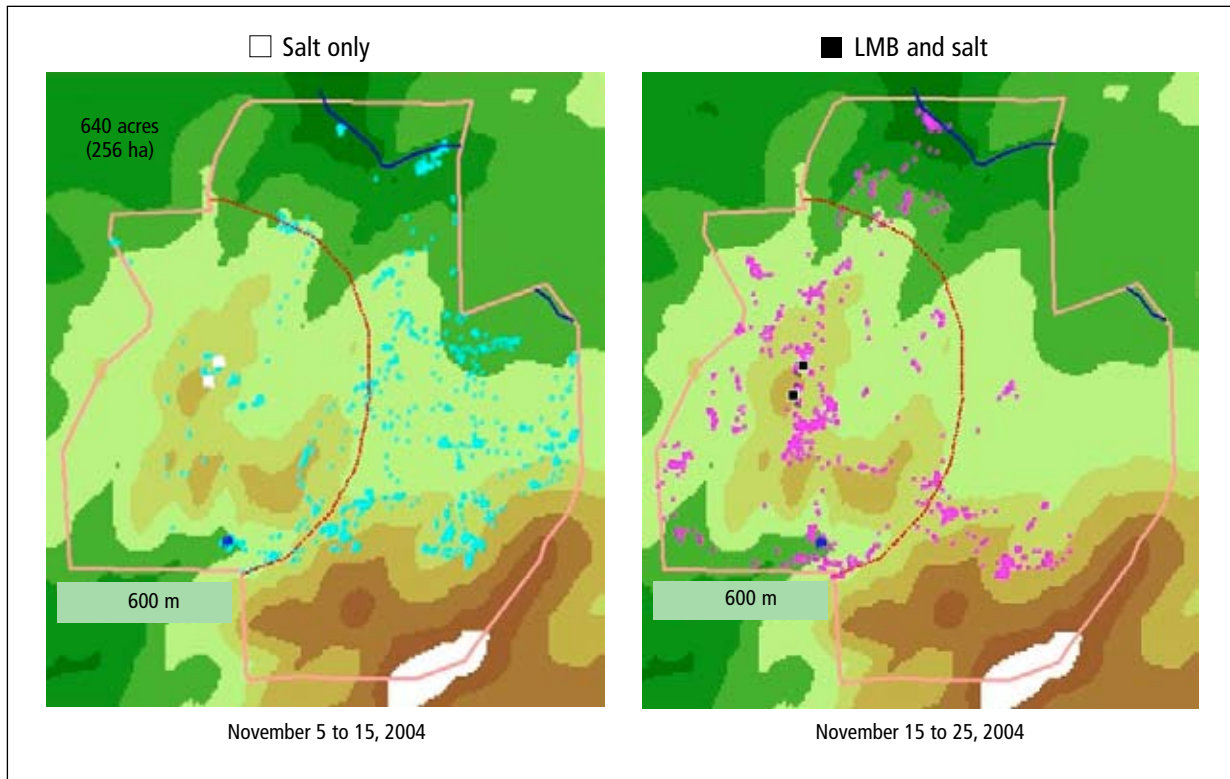 Salt only
LMB and salt
640 acres
(256 ha)
600 m
600 m
November 5 to 15, 2004
November 15 to 25, 2004